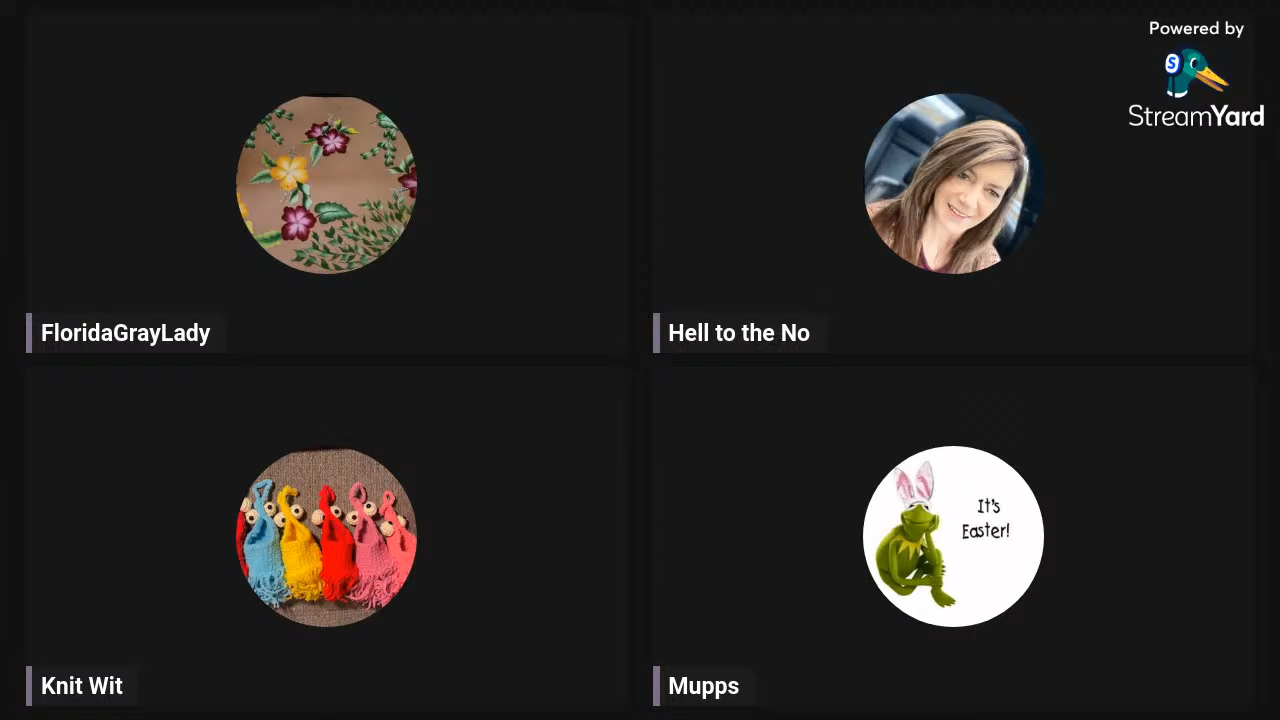 Powered by
S
StreamYard
FloridaGrayLady
Hell to the No
It's
Easter!
Knit Wit
Mupps